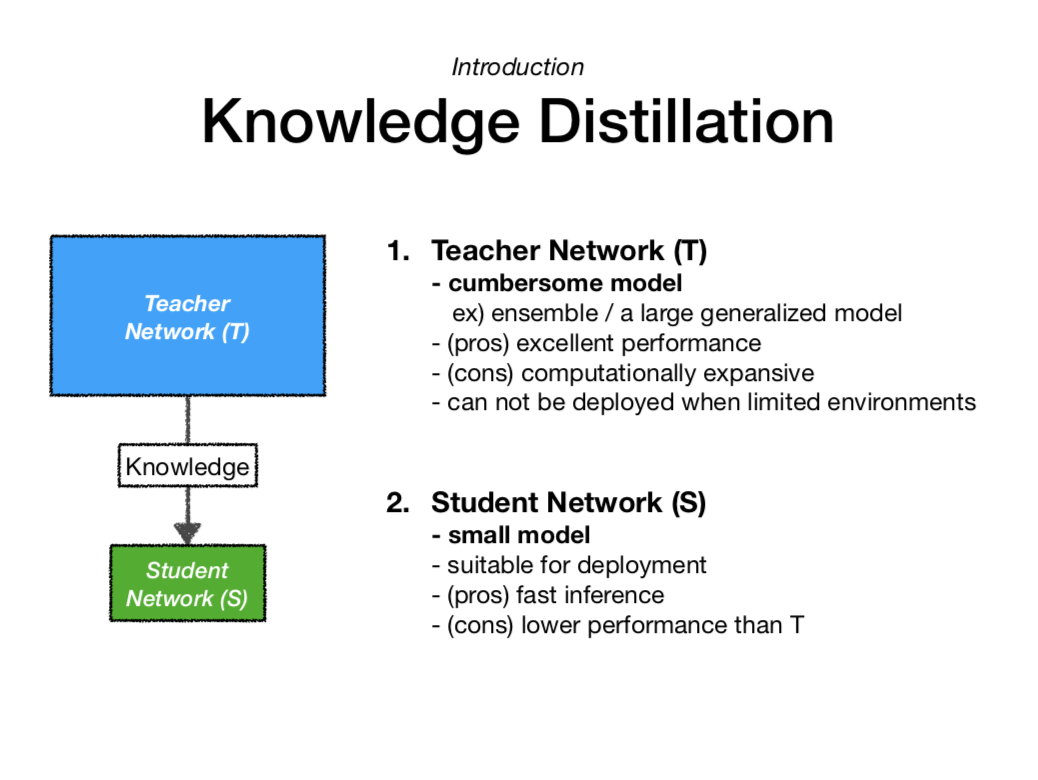 Introduction
Knowledge Distillation
Teacher
Network (T)
Knowledge
Student
Network (S)
1. Teacher Network (T)
- cumbersome model
ex) ensemble / a large generalized model
- (pros) excellent performance
- (cons) computationally expansive
- can not be deployed when limited environments
2. Student Network (S)
- small model
- suitable for deployment
- (pros) fast inference
- (cons) lower performance than T